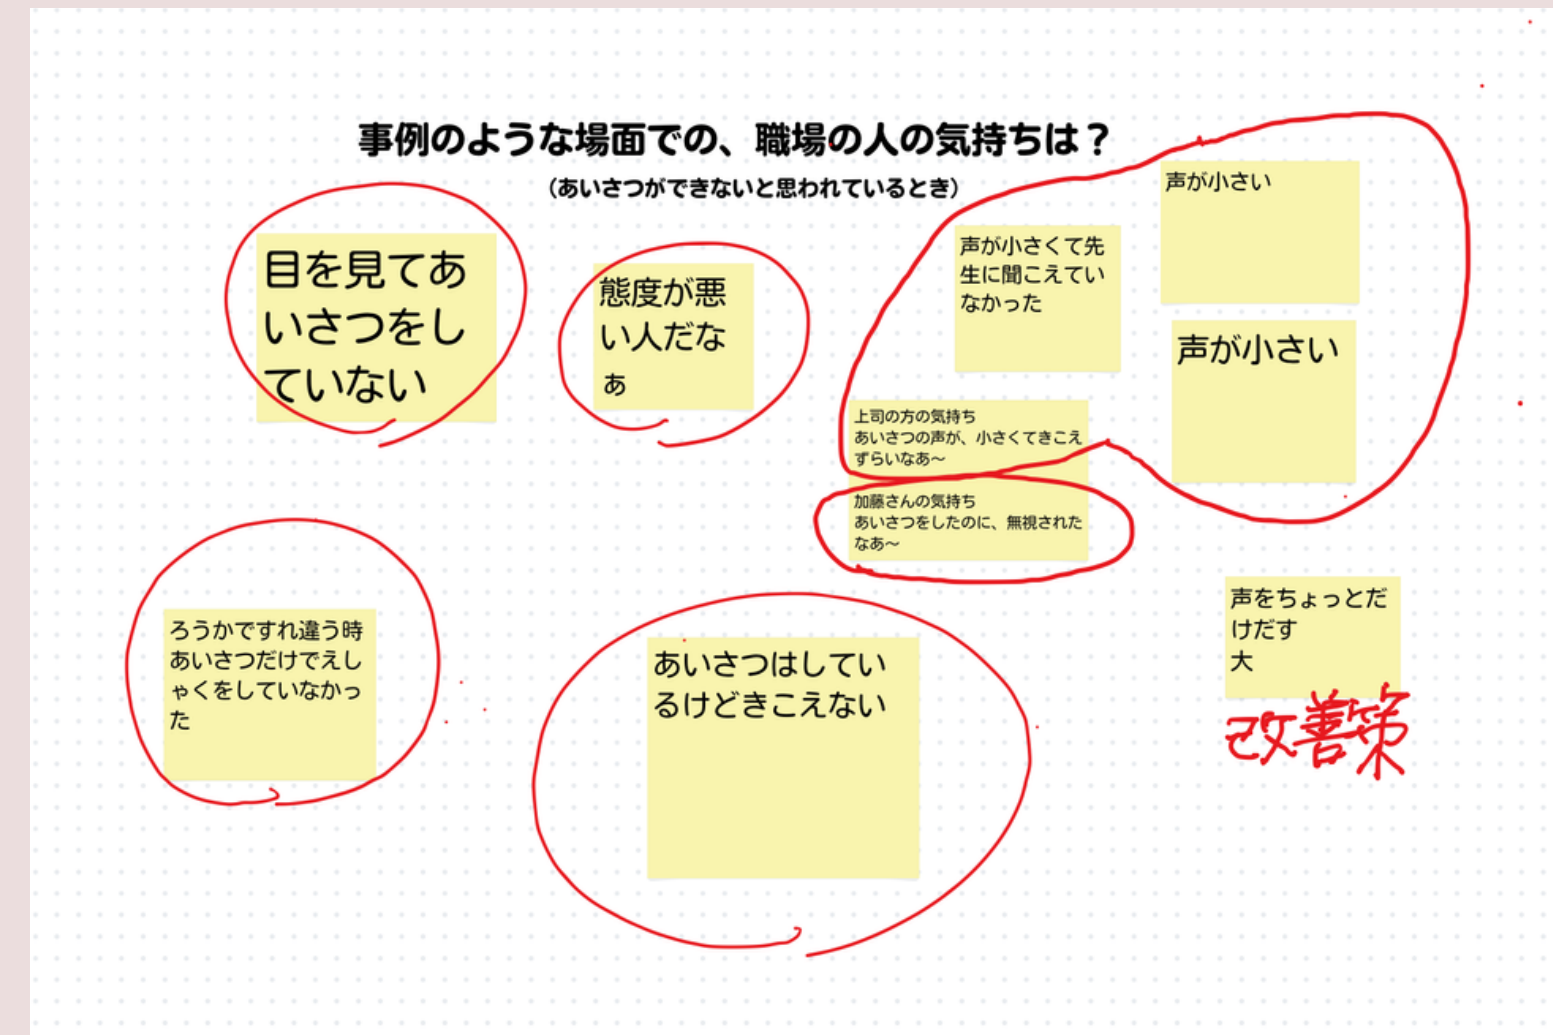 事例のような場面での、職場の人の気持ちは？
（あいさつができないと思われているとき）
目を見てあ
いさつをし
ていない
態度が悪
い人だな
ぁ
声が小さくて先
生に聞こえてい
なかった
声が小さい
声が小さい
上司の方の気持ち
あいさつの声が、小さくてきこえ
ずらいなあ〜
加藤さんの気持ち
あいさつをしたのに、無視された
なあ〜
ろうかですれ違う時
あいさつだけでえし
ゃくをしていなかっ
た
あいさつはしてい
るけどきこえない
声をちょっとだ
けだす
大
改善策